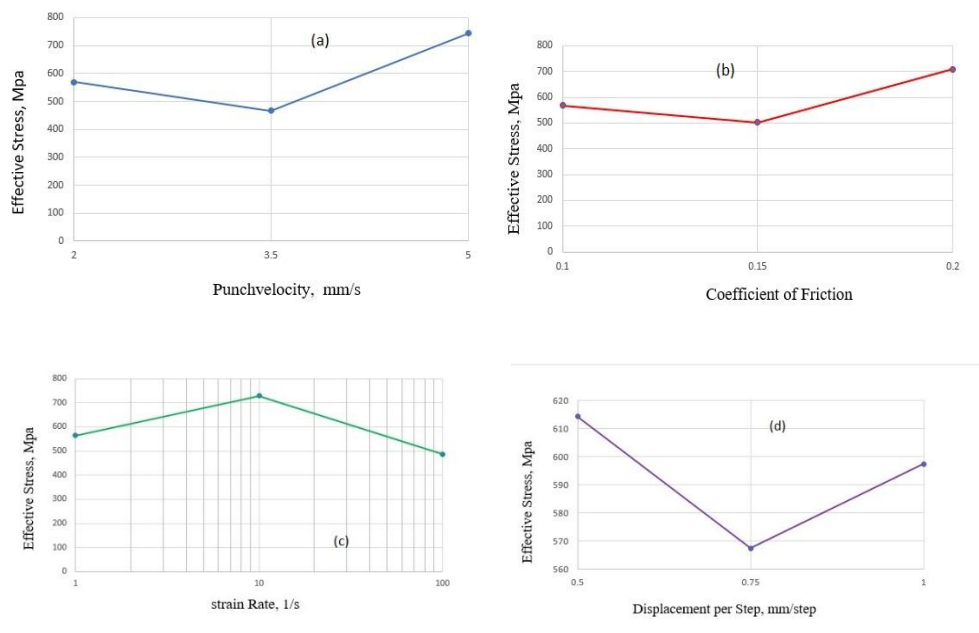 (a)
Effective Stress, Mpa
800
700
600
500
400
300
200
100
0
2 3.5 5
Punchvelocity, mm/s
(b)
Effective Stress, Mpa
800
700
600
500
400
300
200
100
0
0.1 0.15 0.2
Coefficient of Friction
(c)
Effective Stress, Mpa
800
700
600
500
400
300
200
100
0
1 10 100
strain Rate, 1/s
(d)
Effective Stress, Mpa
620
610
600
590
580
570
560
0.5 0.75 1
Displacement per Step, mm/step